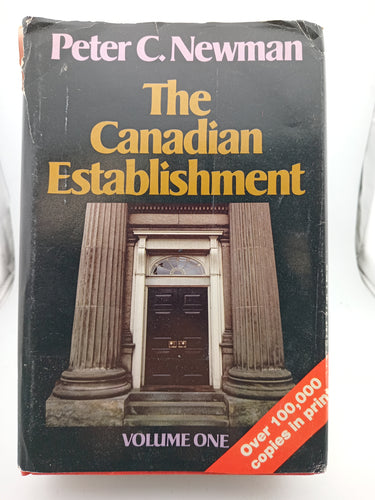 Peter C. Newman
The
Canadian
Establishment
VOLUME ONE
Over 100,000
copies in print